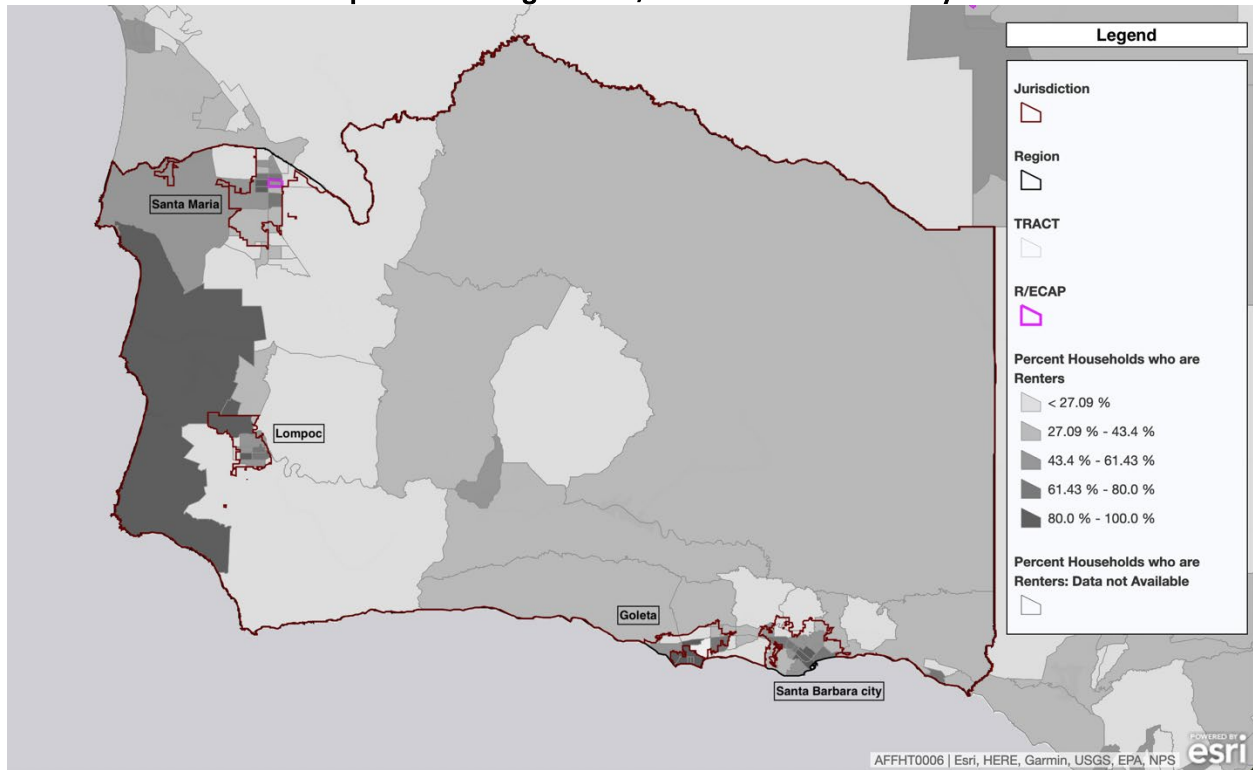 Legend
Jurisdiction
Region
TRACT
R/ECAP
Percent Households who are
Renters
< 27.09 %
27.09 % - 43.4 %
43.4 % - 61.43 %
61.43 % - 80.0 %
80.0 % - 100.0 %
Percent Households who are
Renters: Data not Available
Santa Maria
Lompoc
Goleta
Santa Barbara city
AFFHT0006 | Esri, HERE, Garmin, USGS, EPA, NPS
POWERED BY
esri